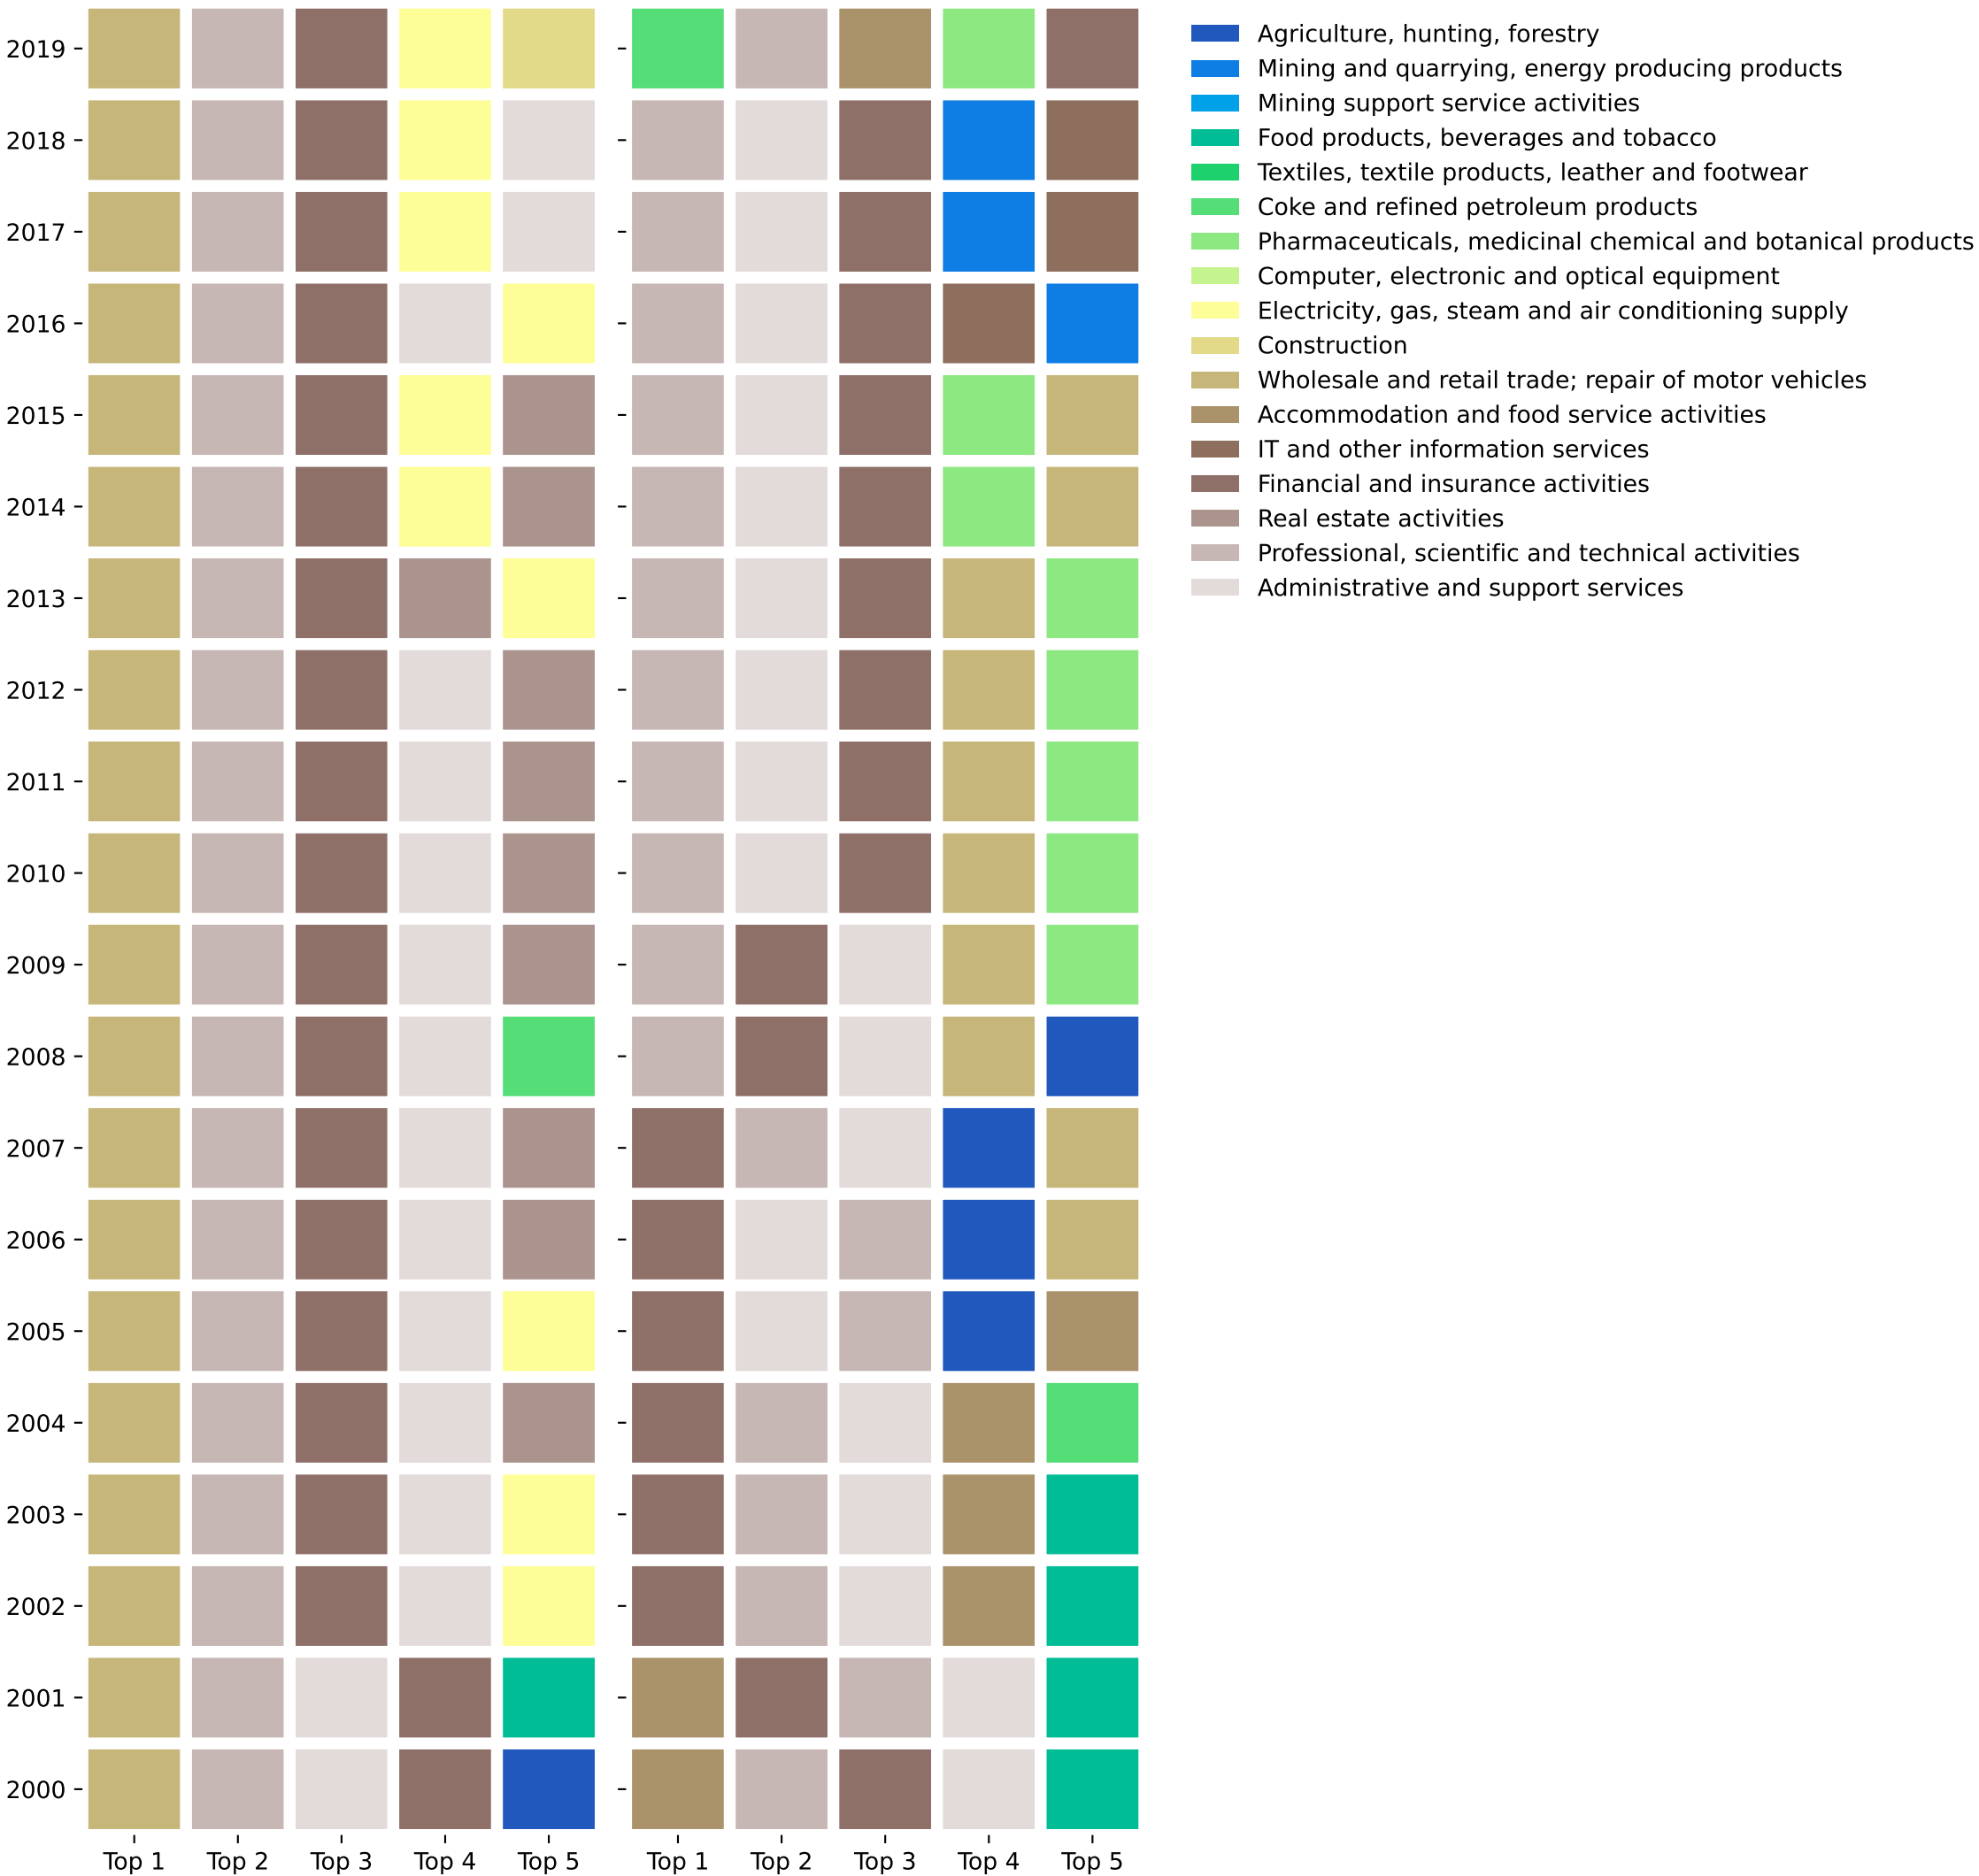 2019
2018
2017
2016
2015
2014
2013
2012
2011
2010
2009
2008
2007
2006
2005
2004
2003
2002
2001
2000
Top 1 Top 2 Top 3 Top 4 Top 5
Top 1 Top 2 Top 3 Top 4 Top 5
Agriculture, hunting, forestry
Mining and quarrying, energy producing products
Mining support service activities
Food products, beverages and tobacco
Textiles, textile products, leather and footwear
Coke and refined petroleum products
Pharmaceuticals, medicinal chemical and botanical products
Computer, electronic and optical equipment
Electricity, gas, steam and air conditioning supply
Construction
Wholesale and retail trade; repair of motor vehicles
Accommodation and food service activities
IT and other information services
Financial and insurance activities
Real estate activities
Professional, scientific and technical activities
Administrative and support services